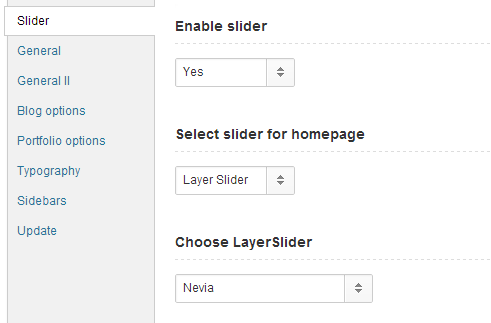 Slider
General
General II
Blog options
Portfolio options
Typography
Sidebars
Update
Enable slider
Yes
Select slider for homepage
Layer Slider
Choose LayerSlider
Nevia